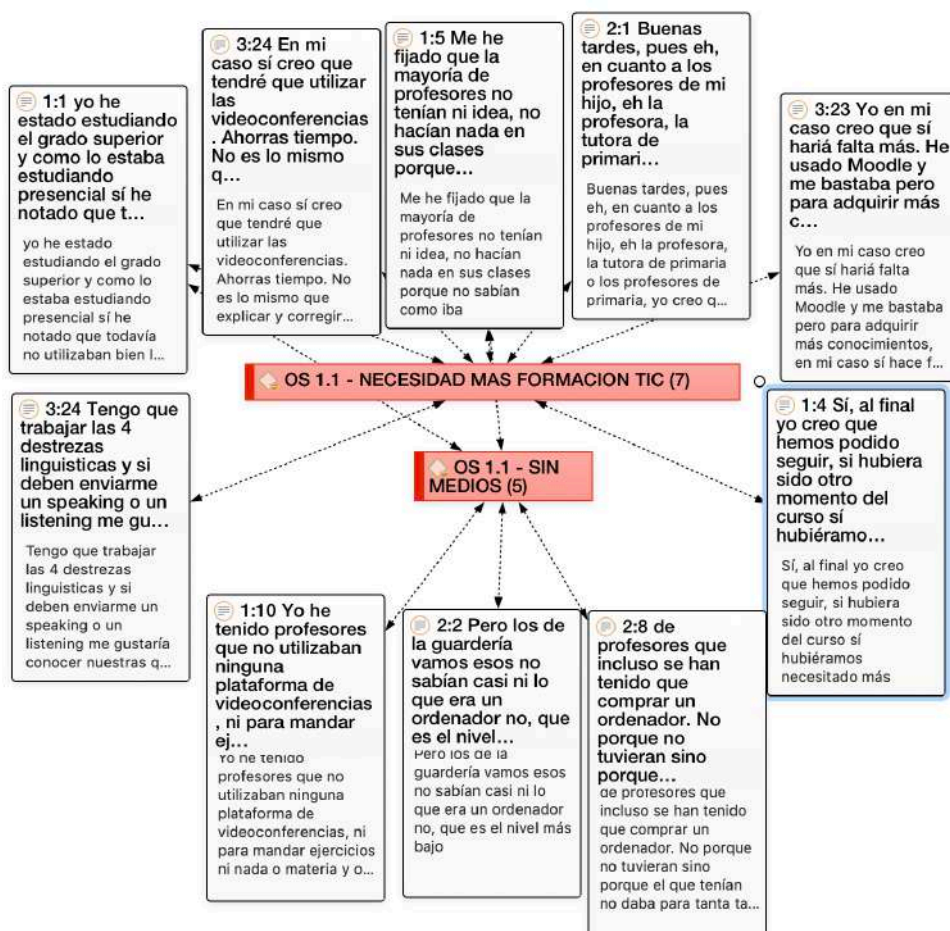 3:24 En mi
caso sí creo que
tendré que utilizar
las
videoconferencias
. Ahorras tiempo.
No es lo mismo
q...
En mi caso sí creo
que tendré que
utilizar las
videoconferencias.
Ahorras tiempo. No
es lo mismo que
explicar y corregir...
1:5 Me he
fijado que la
mayoría de
profesores no
tenían ni idea, no
hacían nada en
sus clases
porque...
Me he fijado que la
mayoría de
profesores no tenían
ni idea, no hacían
nada en sus clases
porque no sabían
como iba
2:1 Buenas
tardes, pues eh,
en cuanto a los
profesores de mi
hijo, eh la
profesora, la
tutora de
primari...
Buenas tardes, pues
eh, en cuanto a los
profesores de mi
hijo, eh la profesora,
la tutora de primaria
o los profesores de
primaria, yo creo q...
1:1 yo he
estado estudiando
el grado superior
y como lo estaba
estudiando
presencial sí he
notado que t...
yo he estado
estudiando el grado
superior y como lo
estaba estudiando
presencial sí he
notado que todavía
no utilizaban bien l...
3:23 Yo en mi
caso creo que sí
hariá falta más. He
usado Moodle y
me bastaba pero
para adquirir más
c...
Yo en mi caso creo
que sí hariá falta
más. He usado
Moodle y me bastaba
pero para adquirir
más conocimientos,
en mi caso sí hace f...
OS 1.1 - NECESIDAD MAS FORMACION TIC (7)
3:24 Tengo que
trabajar las 4
destrezas
linguisticas y si
deben enviarme
un speaking o un
listening me gu...
Tengo que trabajar
las 4 destrezas
linguisticas y si
deben enviarme un
speaking o un
listening me gustaría
conocer nuestras q...
OS 1.1 - SIN
MEDIOS (5)
1:4 Sí, al final
yo creo que
hemos podido
seguir, si hubiera
sido otro
momento del
curso sí
hubiéramo...
Sí, al final yo creo
que hemos podido
seguir, si hubiera
sido otro momento
del curso sí
hubiéramos
necesitado más
1:10 Yo he
tenido profesores
que no utilizaban
ninguna
plataforma de
videoconferencias
, ni para mandar
ej...
Yo he tenido
profesores que no
utilizaban ninguna
plataforma de
videoconferencias, ni
para mandar ejercicios
ni nada o materia y o...
2:2 Pero los de
la guardería
vamos esos no
sabían casi ni lo
que era un
ordenador no, que
es el nivel...
Pero los de la
guardería vamos esos
no sabían casi ni lo
que era un ordenador
no, que es el nivel más
bajo
2:8 de
profesores que
incluso se han
tenido que
comprar un
ordenador. No
porque no
tuvieran sino
porque...
de profesores que
incluso se han tenido
que comprar un
ordenador. No porque
no tuvieran sino
porque el que tenían
no daba para tanta ta...